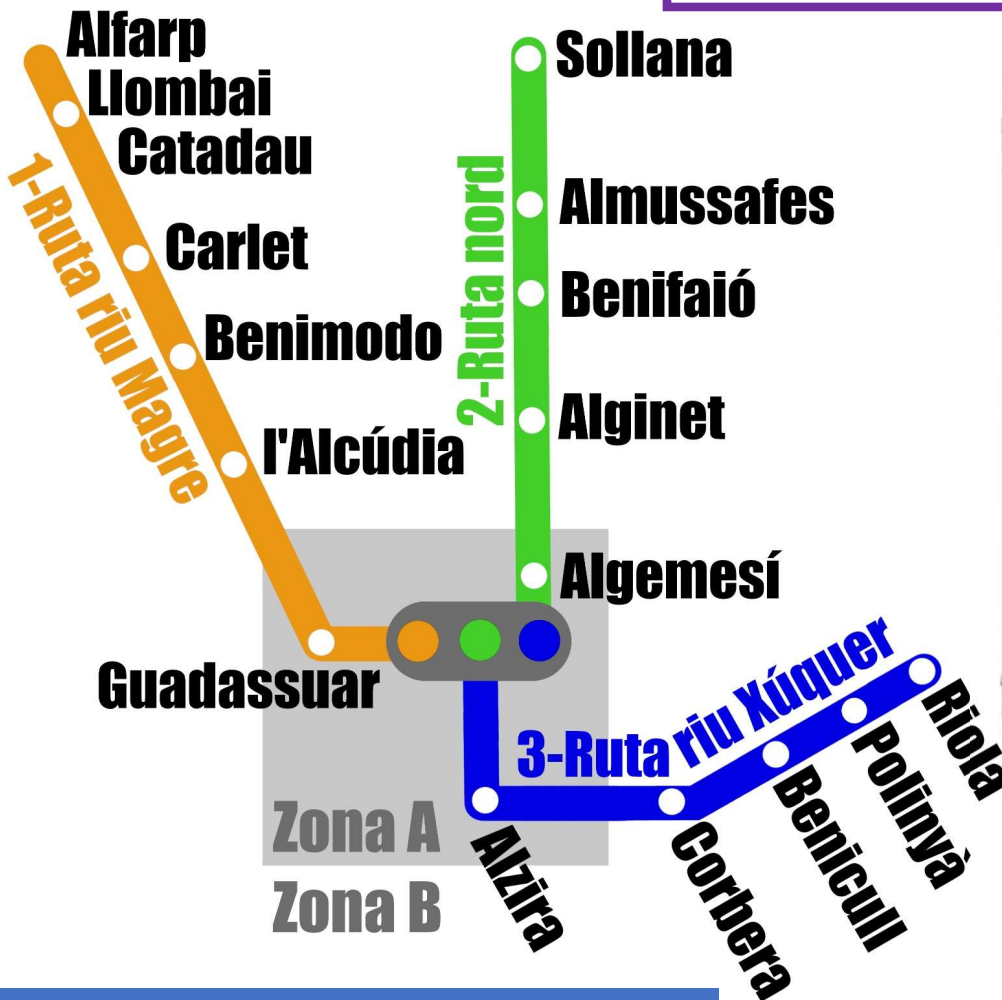 Alfarp
Llombai
Catadau
Carlet
Benimodo
l'Alcúdia
Guadassuar
1-Ruta riu Magre
Sollana
Almussafes
Benifaió
Alginet
Algemesí
2-Ruta nord
3-Ruta riu Xúquer
Alzira
Corbera
Benicull
Polinyà
Riola
Zona A
Zona B